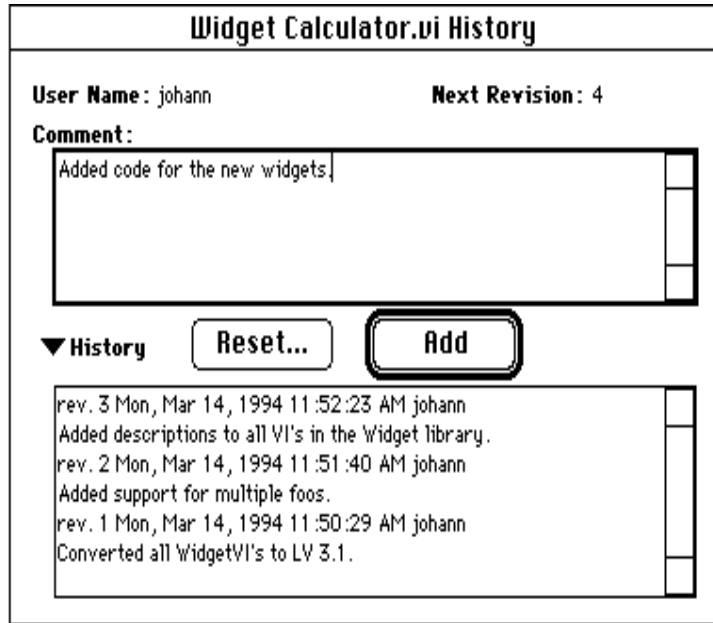 Widget Calculator.vi History
User Name: johann Next Revision: 4
Comment:
Added code for the new widgets.
History Reset... Add
rev. 3 Mon, Mar 14, 1994 11:52:23 AM johann
Added descriptions to all VI's in the Widget library.
rev. 2 Mon, Mar 14, 1994 11:51:40 AM johann
Added support for multiple foos.
rev. 1 Mon, Mar 14, 1994 11:50:29 AM johann
Converted all WidgetVI's to LV 3.1.